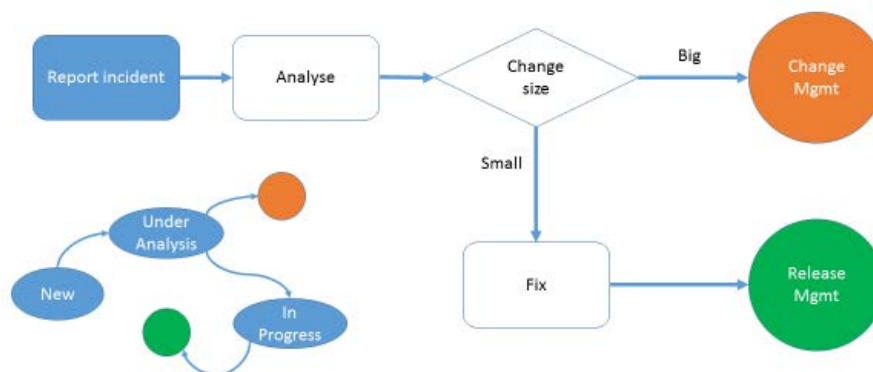 Report incident
Analyse
Change
size
Big
Change
Mgmt
Small
Under
Analysis
New
In
Progress
Fix
Release
Mgmt